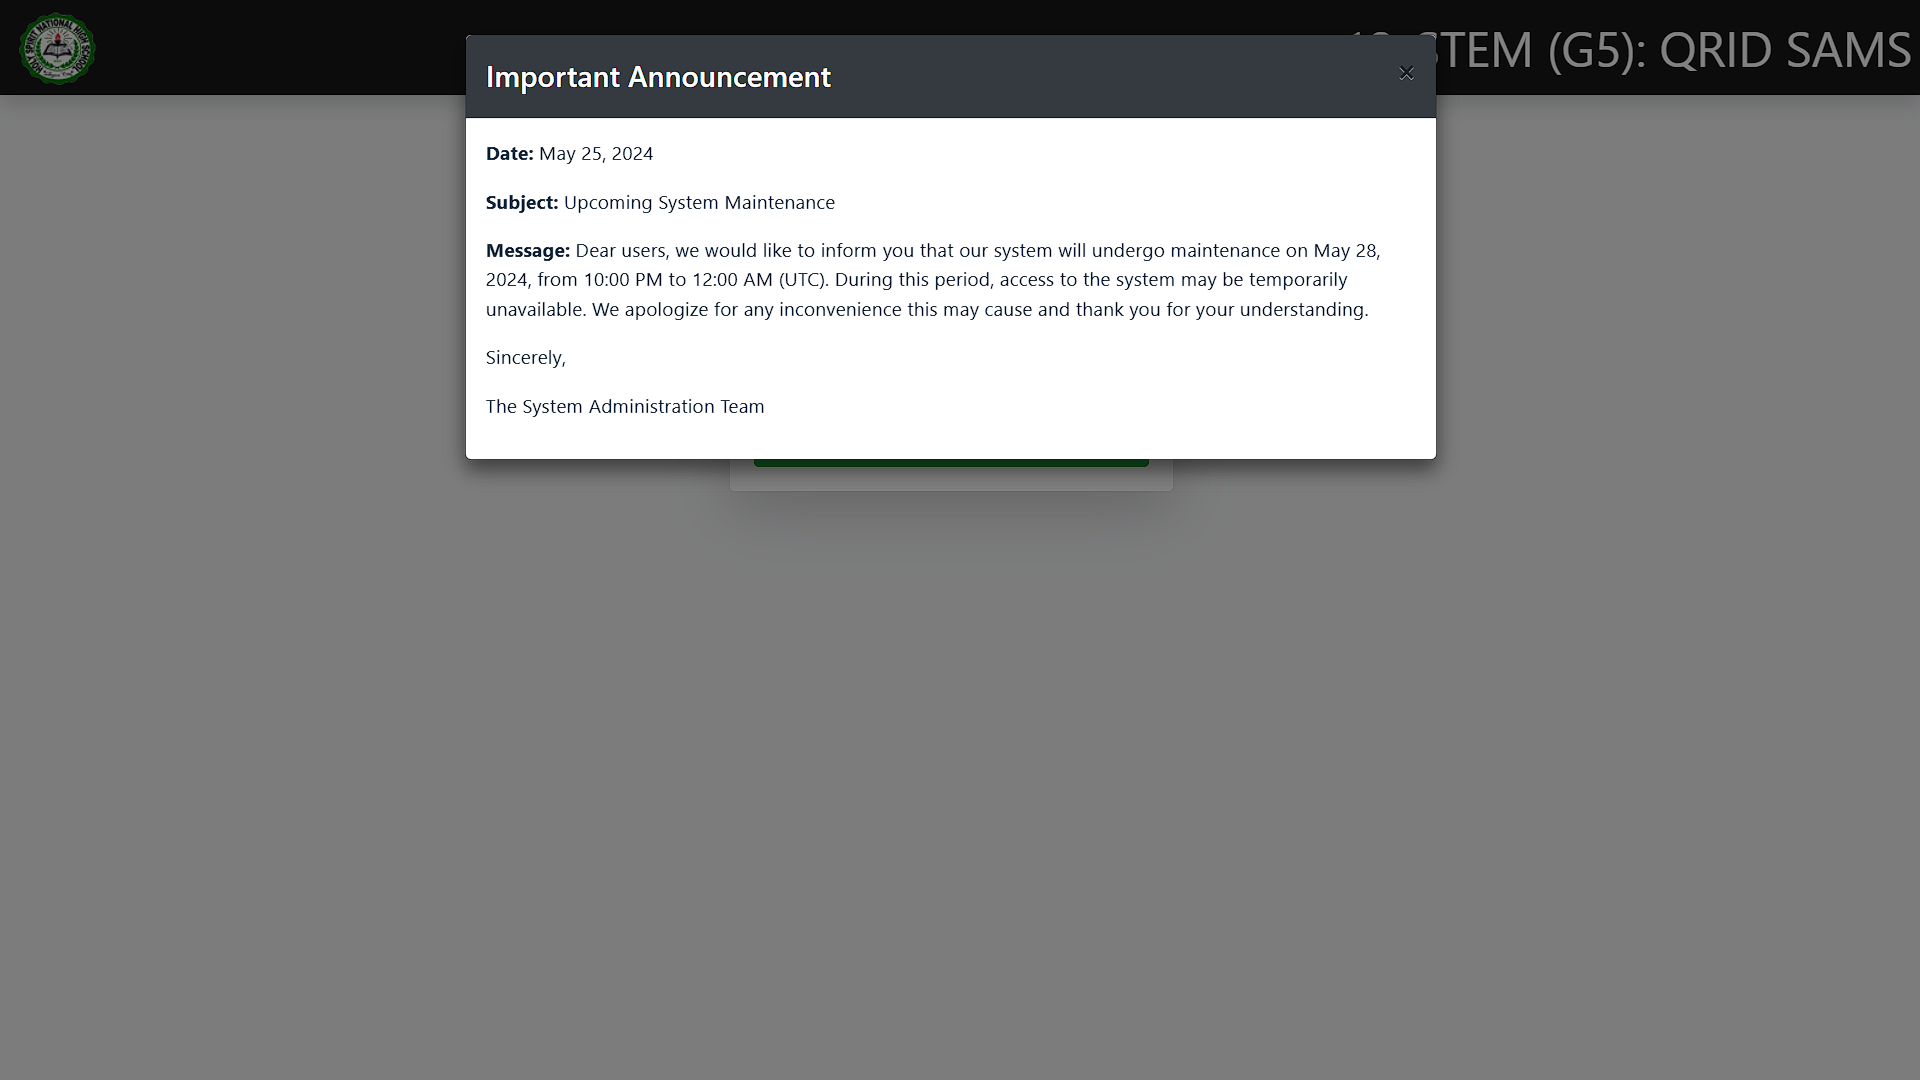 STEM (G5): QRID SAMS
Important Announcement
×
Date: May 25, 2024
Subject: Upcoming System Maintenance
Message: Dear users, we would like to inform you that our system will undergo maintenance on May 28,
2024, from 10:00 PM to 12:00 AM (UTC). During this period, access to the system may be temporarily
unavailable. We apologize for any inconvenience this may cause and thank you for your understanding.
Sincerely,
The System Administration Team